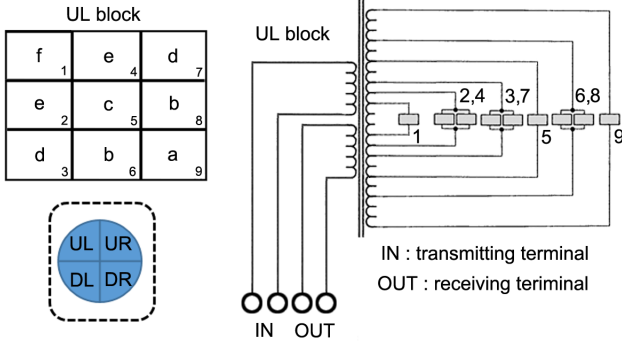 UL block
f 1 e 4 d 7
e 2 c 5 b 8
d 3 b 6 a 9
UL UR
DL DR
UL block
2,4 3,7 6,8
1 5 9
IN : transmitting terminal
OUT : receiving teriminal
IN OUT